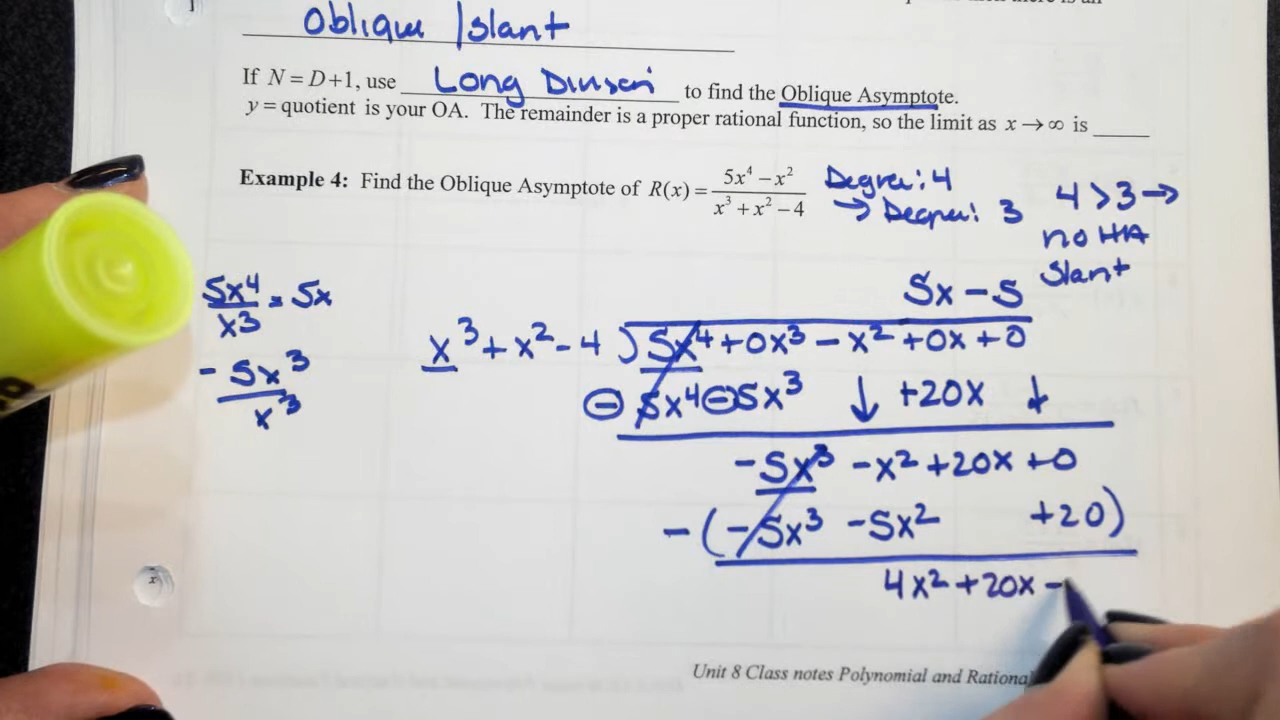 Oblique / Slant
If N = D+1, use Long Division to find the Oblique Asymptote.
y = quotient is your OA. The remainder is a proper rational function, so the limit as x → ∞ is ____
Example 4: Find the Oblique Asymptote of R(x) = (5x⁴ − x²)/(x³ + x² − 4)
Degree: 4
→ Degree: 3
4 > 3 →
no HA
Slant
5x⁴/x³ = 5x
-5x³/x³
5x - 5
x³ + x² - 4 ) 5x⁴ + 0x³ - x² + 0x + 0
⊖ 5x⁴ ⊖ 5x³ ↓ +20x ↓
-5x³ - x² + 20x + 0
-(-5x³ - 5x² +20)
4x² + 20x -
Unit 8 Class notes Polynomial and Rational